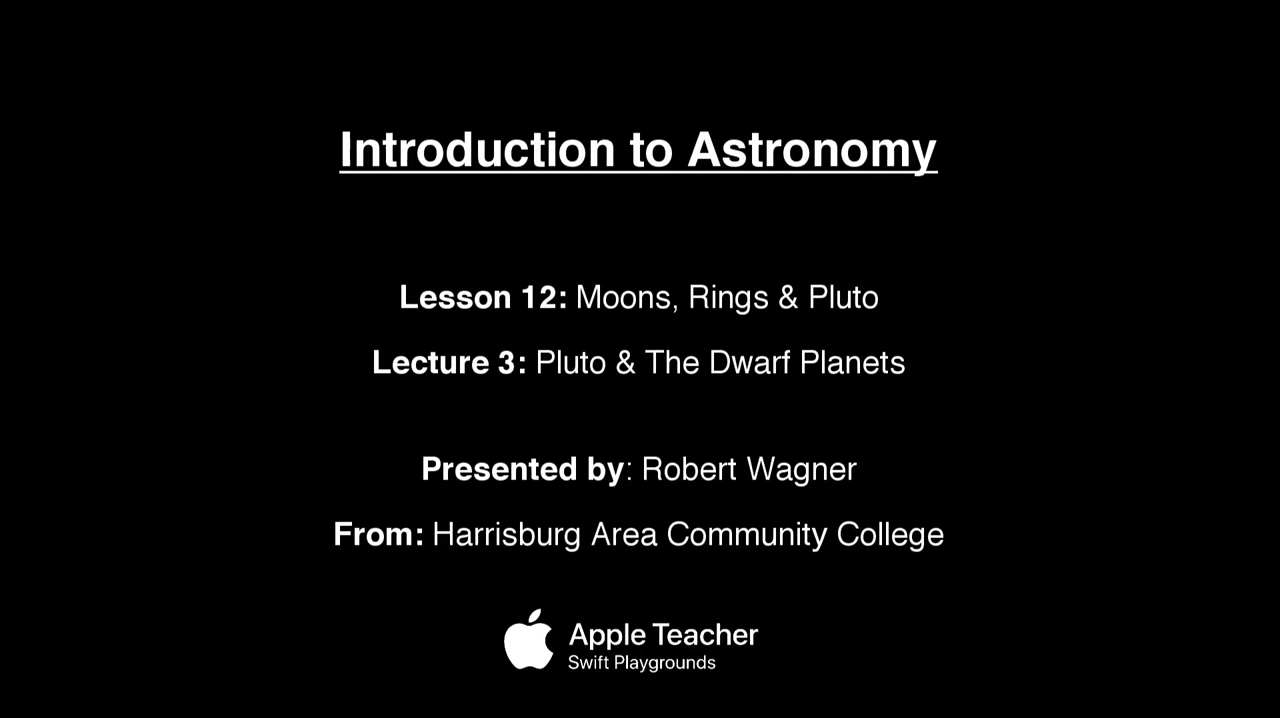 Introduction to Astronomy
Lesson 12: Moons, Rings & Pluto
Lecture 3: Pluto & The Dwarf Planets
Presented by: Robert Wagner
From: Harrisburg Area Community College
Apple Teacher
Swift Playgrounds